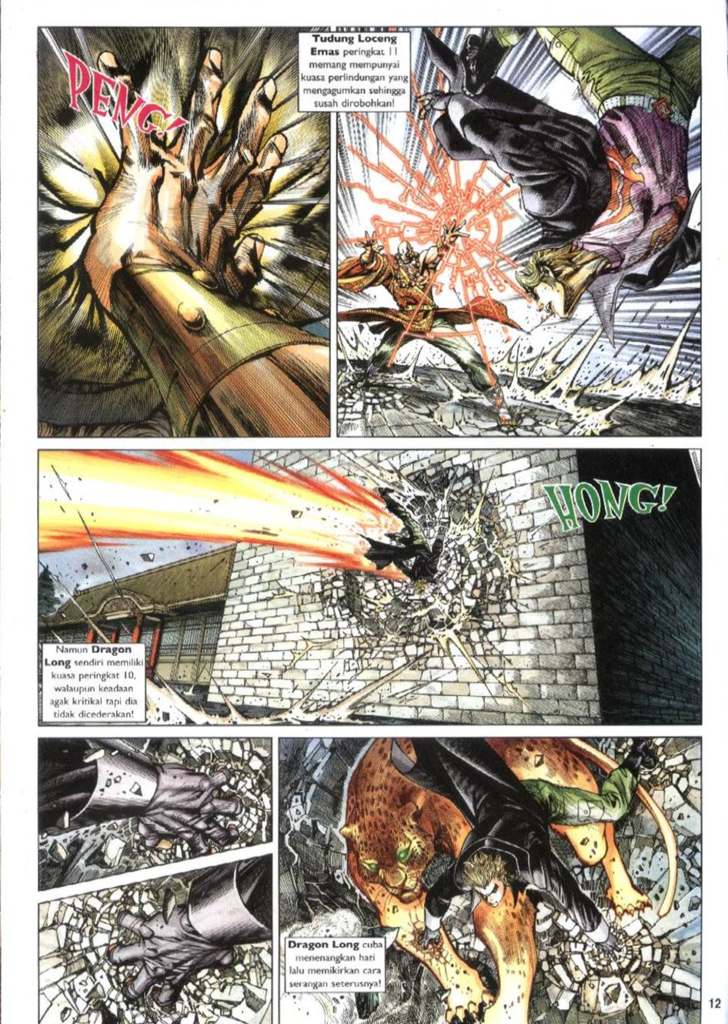 PENG!
Tudung Loceng
Emas peringkat 11
memang mempunyai
kuasa perlindungan yang
mengagumkan sehingga
susah dirobohkan!
HONG!
Namun Dragon
Long sendiri memiliki
kuasa peringkat 10,
walaupun keadaan
agak kritikal tapi dia
tidak dicederakan!
Dragon Long cuba
menenangkan hati
lalu memikirkan cara
serangan seterusnya!
12